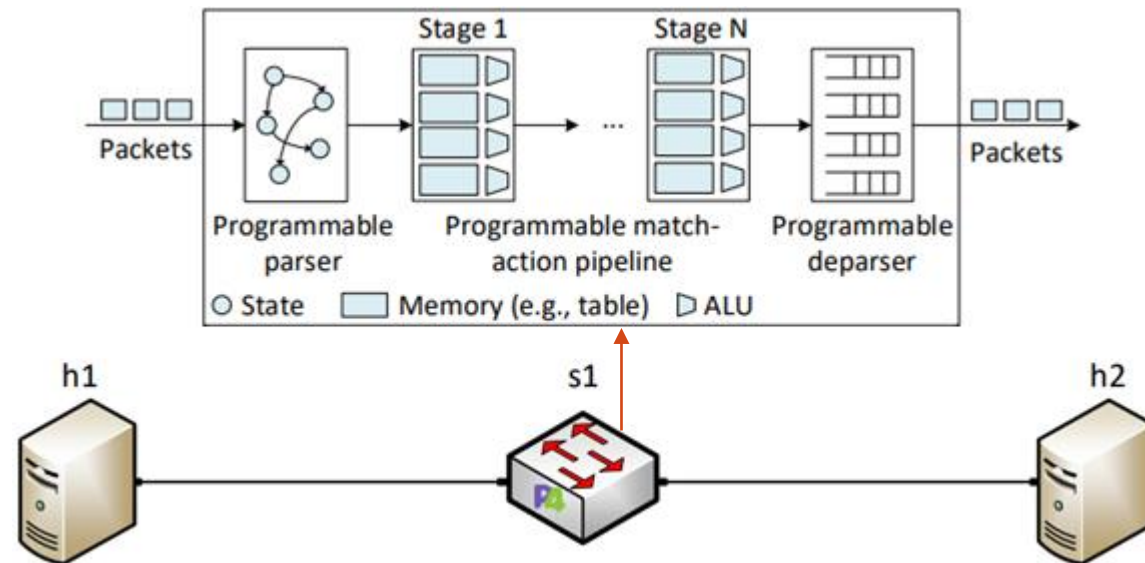 Stage 1
Stage N
...
Packets
Packets
Programmable
parser
Programmable match-
action pipeline
Programmable
deparser
State
Memory (e.g., table)
ALU
h1
s1
h2
P4